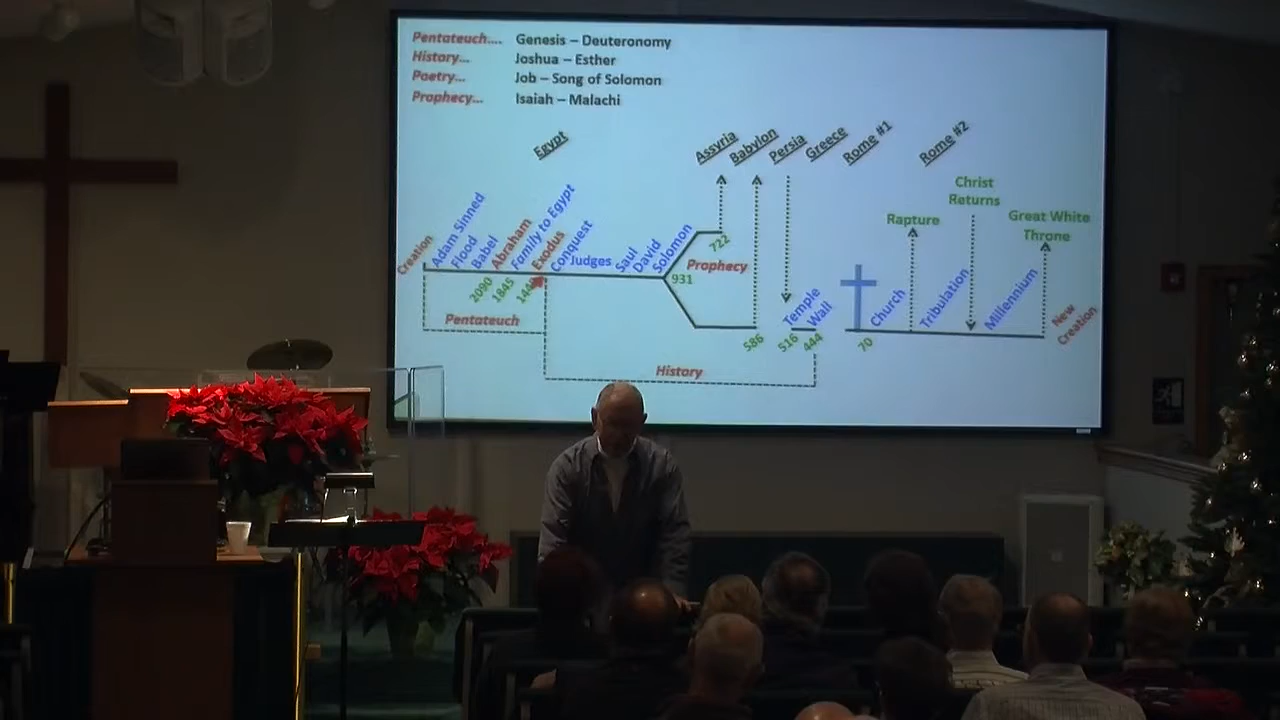 Pentateuch.... Genesis – Deuteronomy
History... Joshua – Esther
Poetry... Job – Song of Solomon
Prophecy... Isaiah – Malachi
Egypt
Assyria
Babylon
Persia
Greece
Rome #1
Rome #2
Creation
Adam Sinned
Flood
Babel
Abraham
Family to Egypt
Exodus
Conquest
Judges
Saul
David
Solomon
2090
1845
931
722
Prophecy
586
Temple
Wall
516
444
70
Church
Rapture
Tribulation
Christ
Returns
Millennium
Great White
Throne
New
Creation
Pentateuch
History